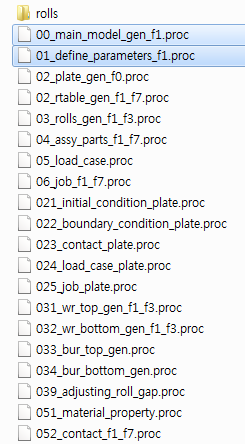 rolls
00_main_model_gen_f1.proc
01_define_parameters_f1.proc
02_plate_gen_f0.proc
02_rtable_gen_f1_f7.proc
03_rolls_gen_f1_f3.proc
04_assy_parts_f1_f7.proc
05_load_case.proc
06_job_f1_f7.proc
021_initial_condition_plate.proc
022_boundary_condition_plate.proc
023_contact_plate.proc
024_load_case_plate.proc
025_job_plate.proc
031_wr_top_gen_f1_f3.proc
032_wr_bottom_gen_f1_f3.proc
033_bur_top_gen.proc
034_bur_bottom_gen.proc
039_adjusting_roll_gap.proc
051_material_property.proc
052_contact_f1_f7.proc